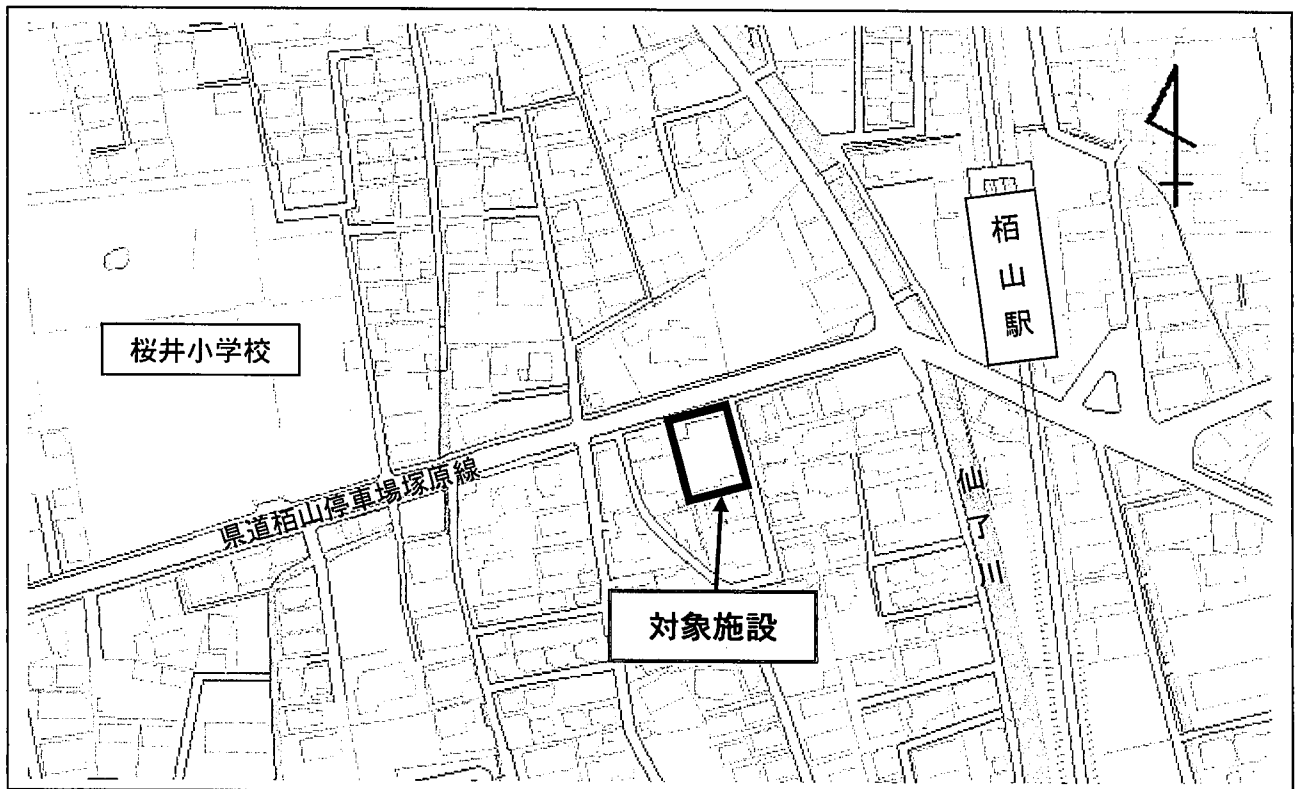 栢山駅
桜井小学校
県道栢山停車場塚原線
仙了川
対象施設